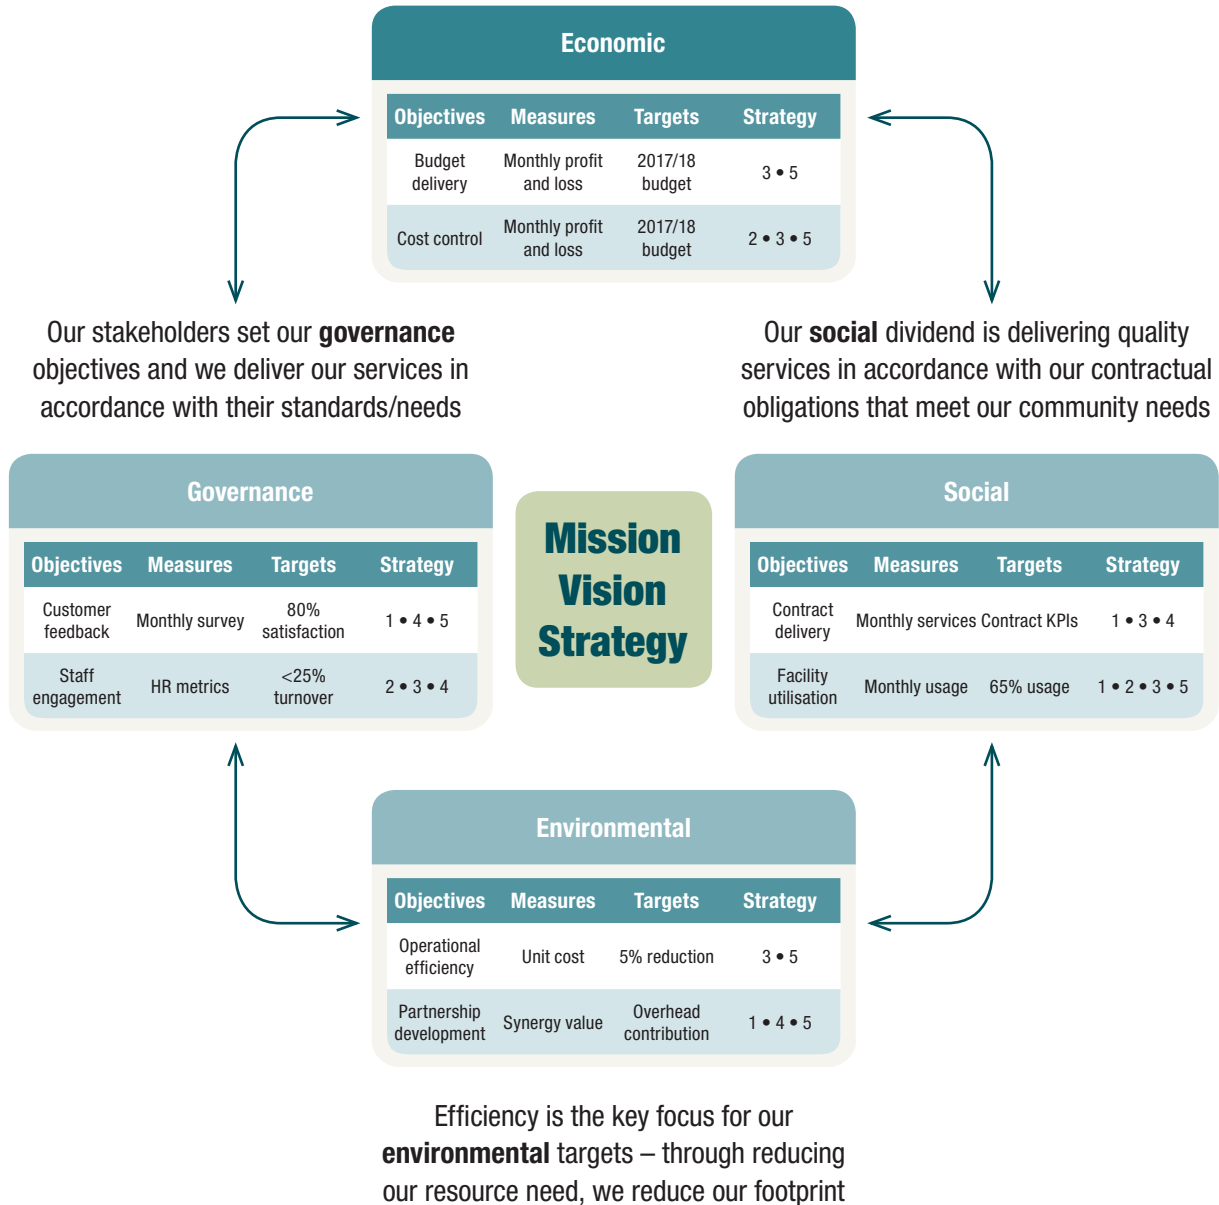 Economic
Objectives Measures Targets Strategy
Budget delivery Monthly profit and loss 2017/18 budget 3 • 5
Cost control Monthly profit and loss 2017/18 budget 2 • 3 • 5
Our stakeholders set our governance
objectives and we deliver our services in
accordance with their standards/needs
Our social dividend is delivering quality
services in accordance with our contractual
obligations that meet our community needs
Governance
Objectives Measures Targets Strategy
Customer feedback Monthly survey 80% satisfaction 1 • 4 • 5
Staff engagement HR metrics <25% turnover 2 • 3 • 4
Mission
Vision
Strategy
Social
Objectives Measures Targets Strategy
Contract delivery Monthly services Contract KPIs 1 • 3 • 4
Facility utilisation Monthly usage 65% usage 1 • 2 • 3 • 5
Environmental
Objectives Measures Targets Strategy
Operational efficiency Unit cost 5% reduction 3 • 5
Partnership development Synergy value Overhead contribution 1 • 4 • 5
Efficiency is the key focus for our
environmental targets – through reducing
our resource need, we reduce our footprint